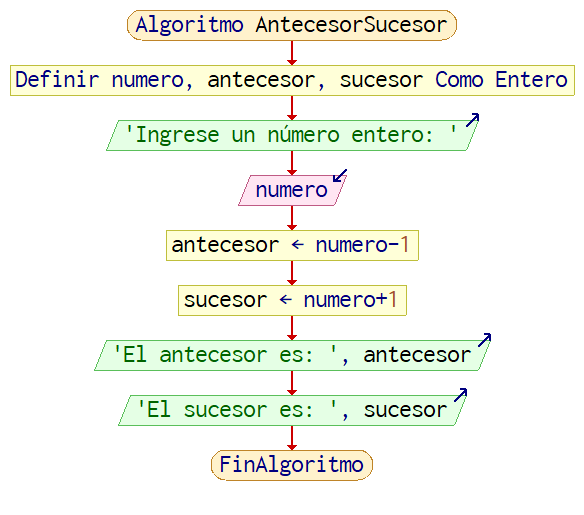 Algoritmo AntecesorSucesor
Definir numero, antecesor, sucesor Como Entero
'Ingrese un número entero: '
numero
antecesor ← numero-1
sucesor ← numero+1
'El antecesor es: ', antecesor
'El sucesor es: ', sucesor
FinAlgoritmo